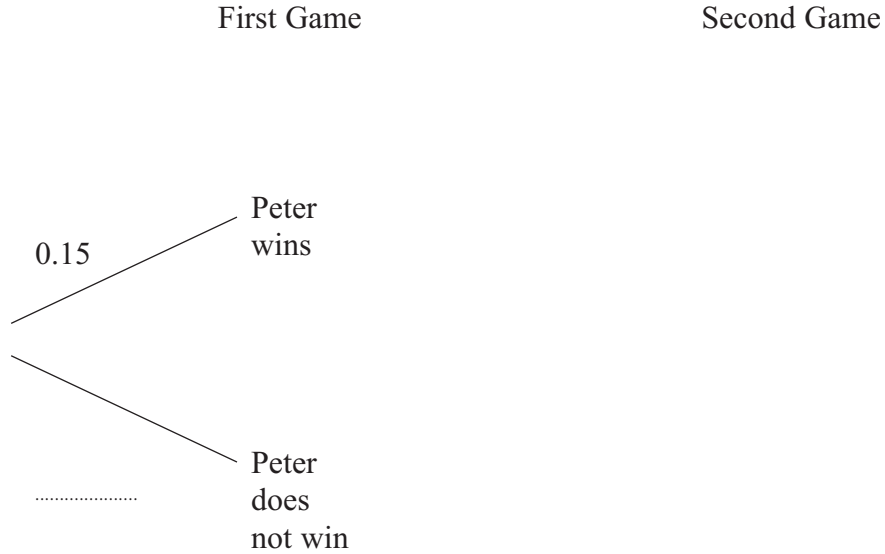 First Game Second Game
Peter
wins
0.15
Peter
does
not win
.....................